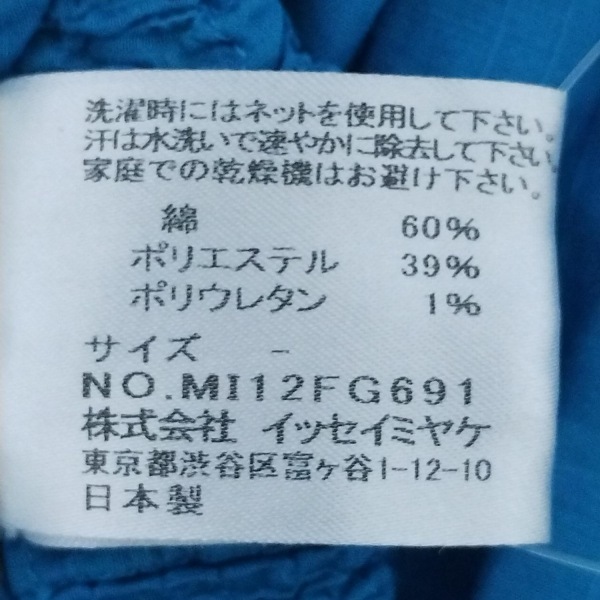 洗濯時にはネットを使用して下さい。
汗は水洗いで速やかに除去して下さい。
家庭での乾燥機はお避け下さい。
綿 60%
ポリエステル 39%
ポリウレタン 1%
サイズ -
NO.MI12FG691
株式会社 イッセイミヤケ
東京都渋谷区富ヶ谷1-12-10
日本製